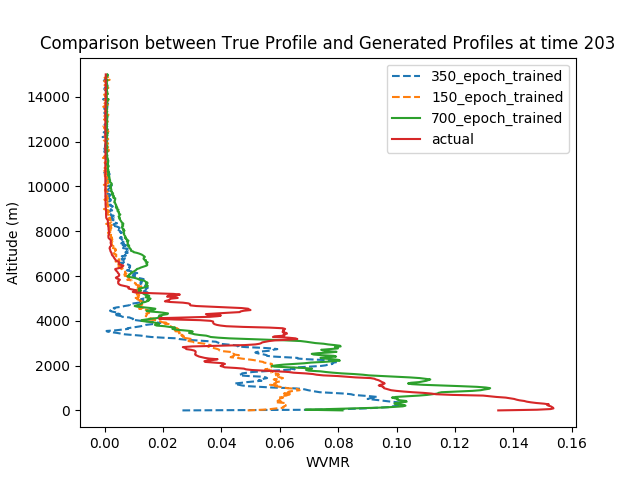 Comparison between True Profile and Generated Profiles at time 203
350_epoch_trained
150_epoch_trained
700_epoch_trained
actual
Altitude (m)
14000
12000
10000
8000
6000
4000
2000
0
0.00 0.02 0.04 0.06 0.08 0.10 0.12 0.14 0.16
WVMR